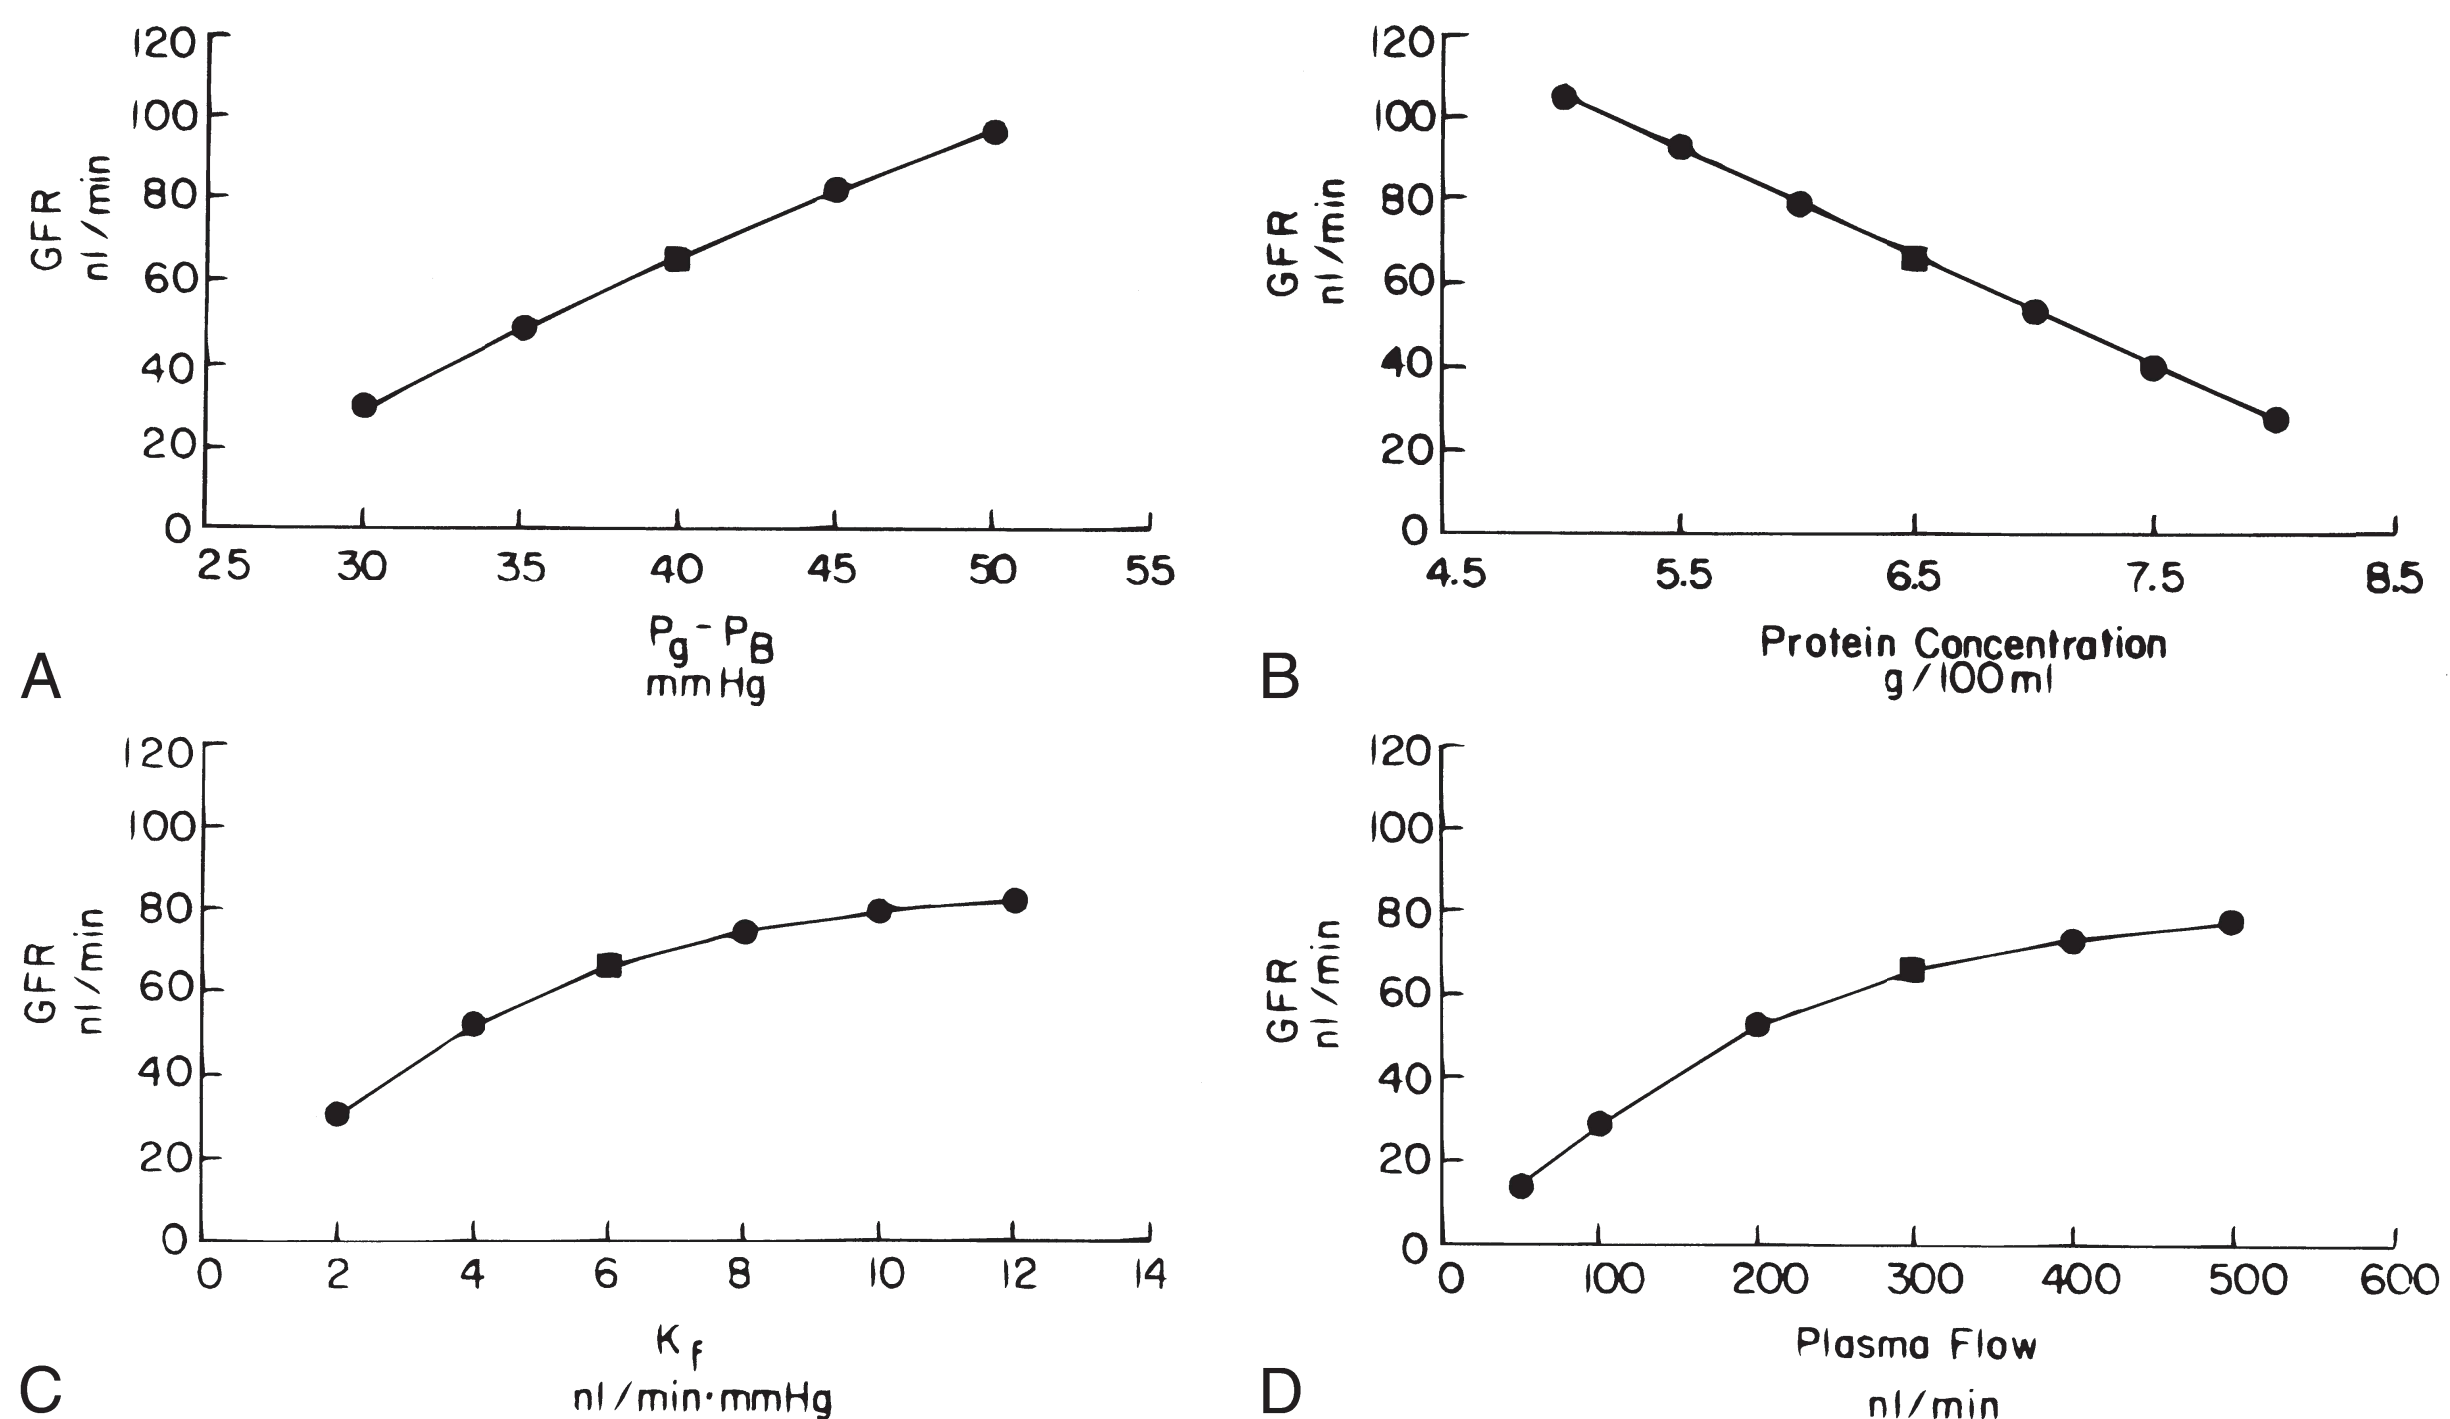 120
100
80
60
40
20
0
GFR
nl/min
25 30 35 40 45 50 55
Pg-PB
mm Hg
A
120
100
80
60
40
20
0
GFR
nl/min
4.5 5.5 6.5 7.5 8.5
Protein Concentration
g/100ml
B
120
100
80
60
40
20
0
GFR
nl/min
0 2 4 6 8 10 12 14
Kf
nl/min·mmHg
C
120
100
80
60
40
20
0
GFR
nl/min
0 100 200 300 400 500 600
Plasma Flow
nl/min
D